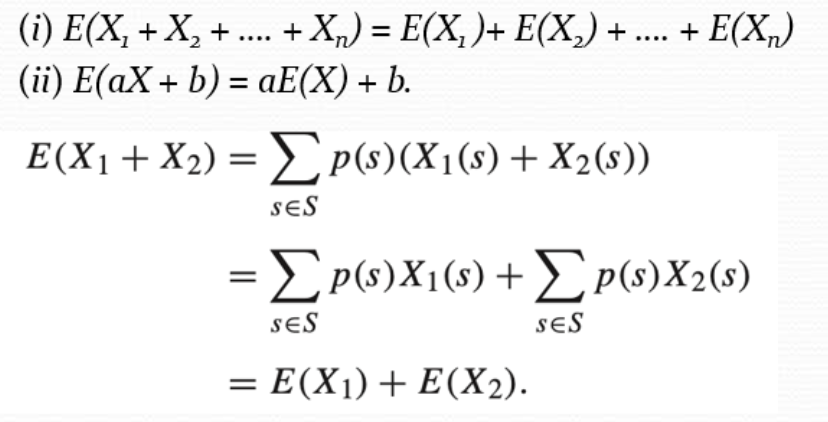 (i) E(X₁ + X₂ + .... + Xₙ) = E(X₁)+ E(X₂) + .... + E(Xₙ)
(ii) E(aX + b) = aE(X) + b.
E(X₁ + X₂) = ∑ p(s)(X₁(s) + X₂(s))
s∈S
= ∑ p(s)X₁(s) + ∑ p(s)X₂(s)
s∈S s∈S
= E(X₁) + E(X₂).